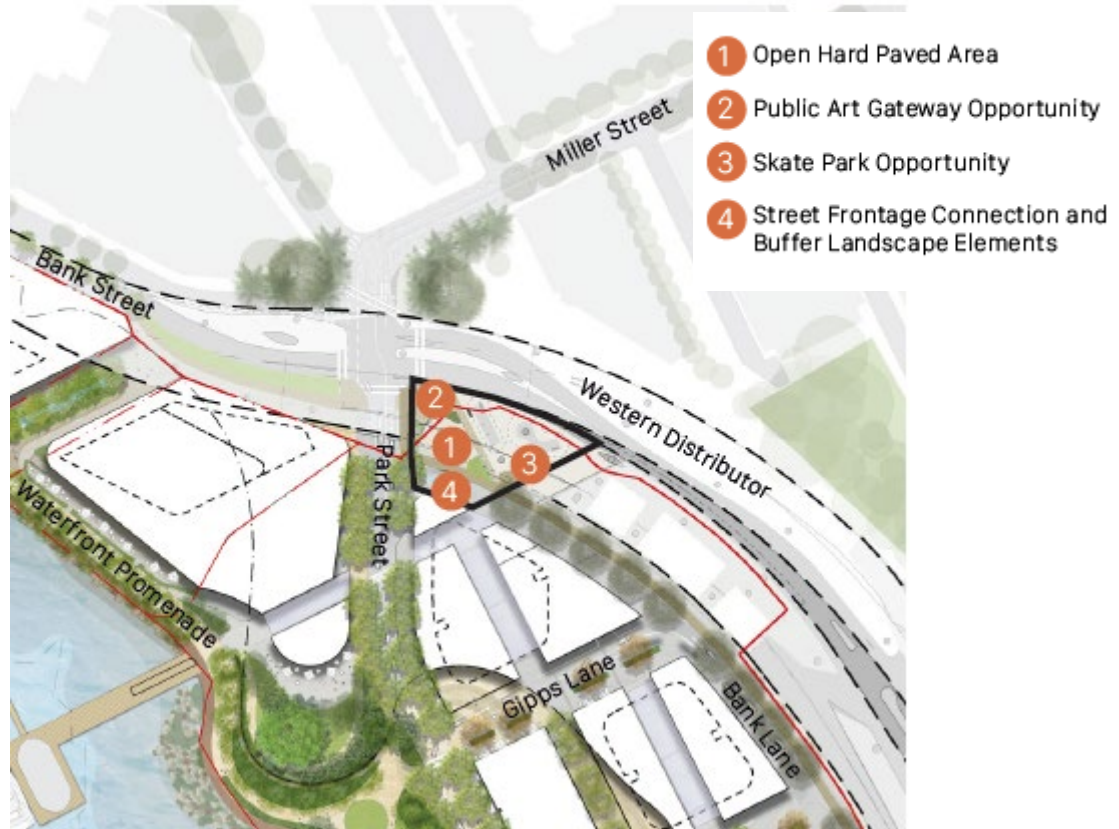 1 Open Hard Paved Area
2 Public Art Gateway Opportunity
3 Skate Park Opportunity
4 Street Frontage Connection and
Buffer Landscape Elements
Miller Street
Bank Street
Western Distributor
2
1
3
4
Park Street
Waterfront Promenade
Gipps Lane
Bank Lane